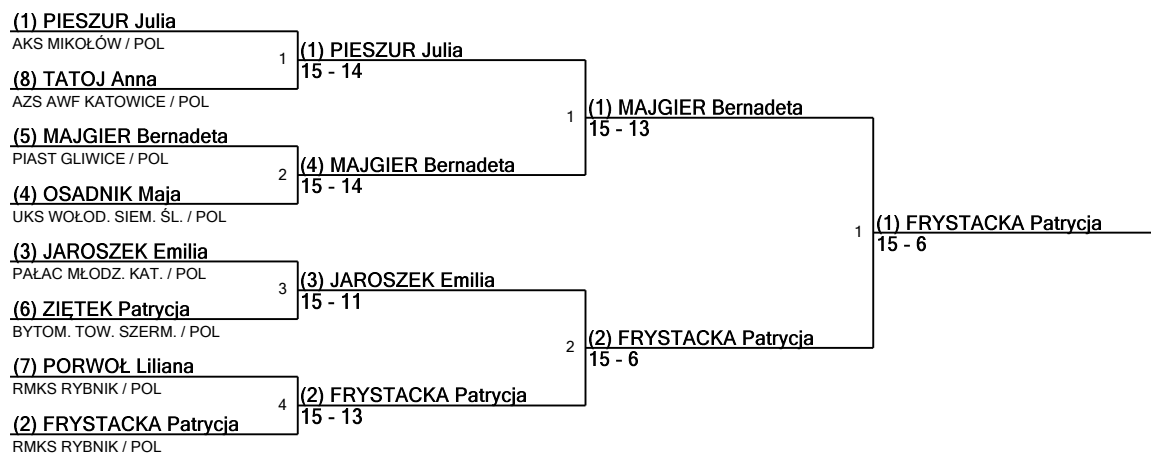 (1) PIESZUR Julia
AKS MIKOŁÓW / POL
(8) TATOJ Anna
AZS AWF KATOWICE / POL
(5) MAJGIER Bernadeta
PIAST GLIWICE / POL
(4) OSADNIK Maja
UKS WOŁOD. SIEM. ŚL. / POL
(3) JAROSZEK Emilia
PAŁAC MŁODZ. KAT. / POL
(6) ZIĘTEK Patrycja
BYTOM. TOW. SZERM. / POL
(7) PORWOŁ Liliana
RMKS RYBNIK / POL
(2) FRYSTACKA Patrycja
RMKS RYBNIK / POL
1
(1) PIESZUR Julia
15 - 14
2
(4) MAJGIER Bernadeta
15 - 14
3
(3) JAROSZEK Emilia
15 - 11
4
(2) FRYSTACKA Patrycja
15 - 13
1
(1) MAJGIER Bernadeta
15 - 13
2
(2) FRYSTACKA Patrycja
15 - 6
1
(1) FRYSTACKA Patrycja
15 - 6